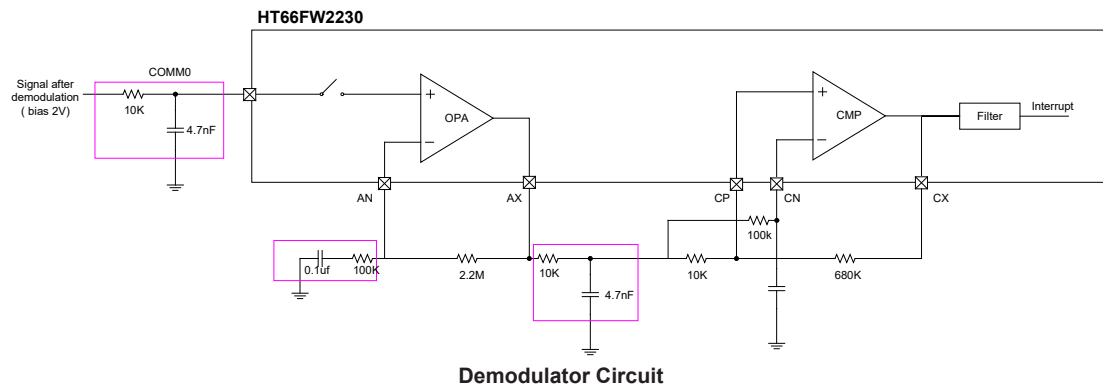 HT66FW2230
COMM0
Signal after
demodulation
( bias 2V)
10K
4.7nF
+
OPA
−
+
CMP
−
Filter
Interrupt
AN
AX
CP
CN
CX
100k
0.1uf
100K
2.2M
10K
4.7nF
10K
680K
Demodulator Circuit